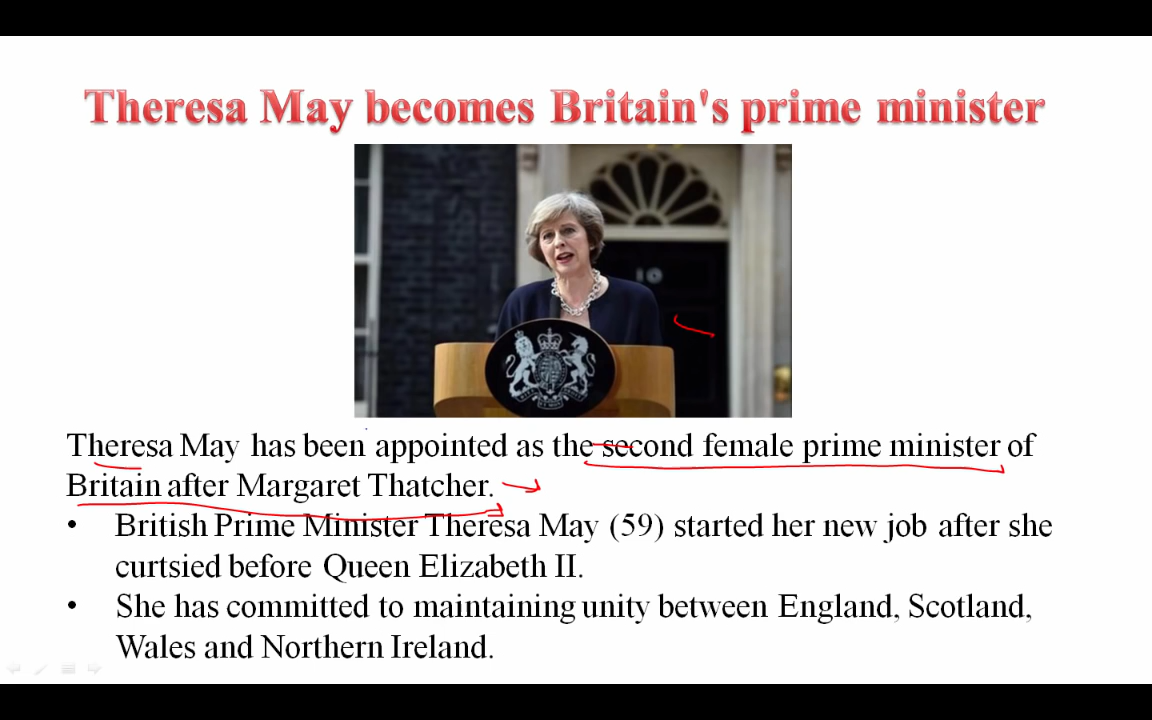 Theresa May becomes Britain's prime minister
10
Theresa May has been appointed as the second female prime minister of
Britain after Margaret Thatcher.
• British Prime Minister Theresa May (59) started her new job after she
curtsied before Queen Elizabeth II.
• She has committed to maintaining unity between England, Scotland,
Wales and Northern Ireland.